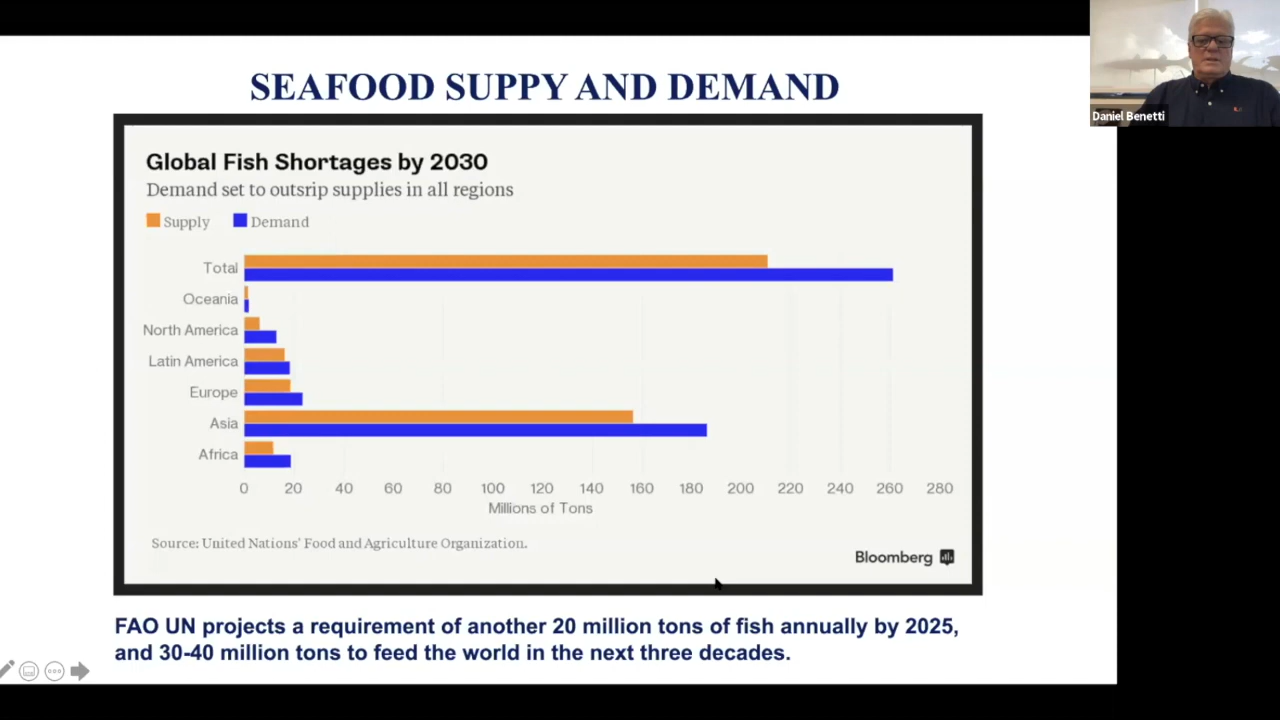 SEAFOOD SUPPY AND DEMAND
Daniel Benetti
Global Fish Shortages by 2030
Demand set to outsrip supplies in all regions
Supply Demand
Total
Oceania
North America
Latin America
Europe
Asia
Africa
0 20 40 60 80 100 120 140 160 180 200 220 240 260 280
Millions of Tons
Source: United Nations' Food and Agriculture Organization.
Bloomberg
FAO UN projects a requirement of another 20 million tons of fish annually by 2025,
and 30-40 million tons to feed the world in the next three decades.